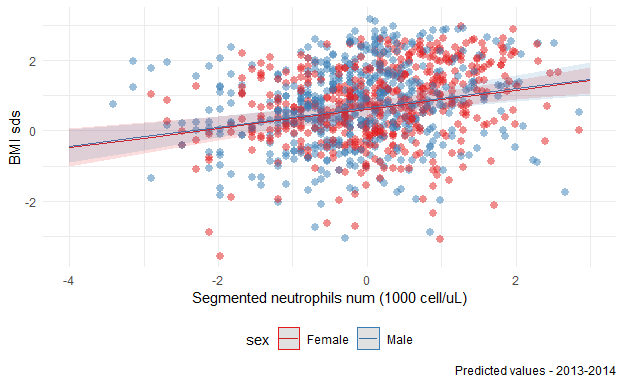 BMI sds
2
0
-2
-4
-2
0
2
Segmented neutrophils num (1000 cell/uL)
sex Female Male
Predicted values - 2013-2014